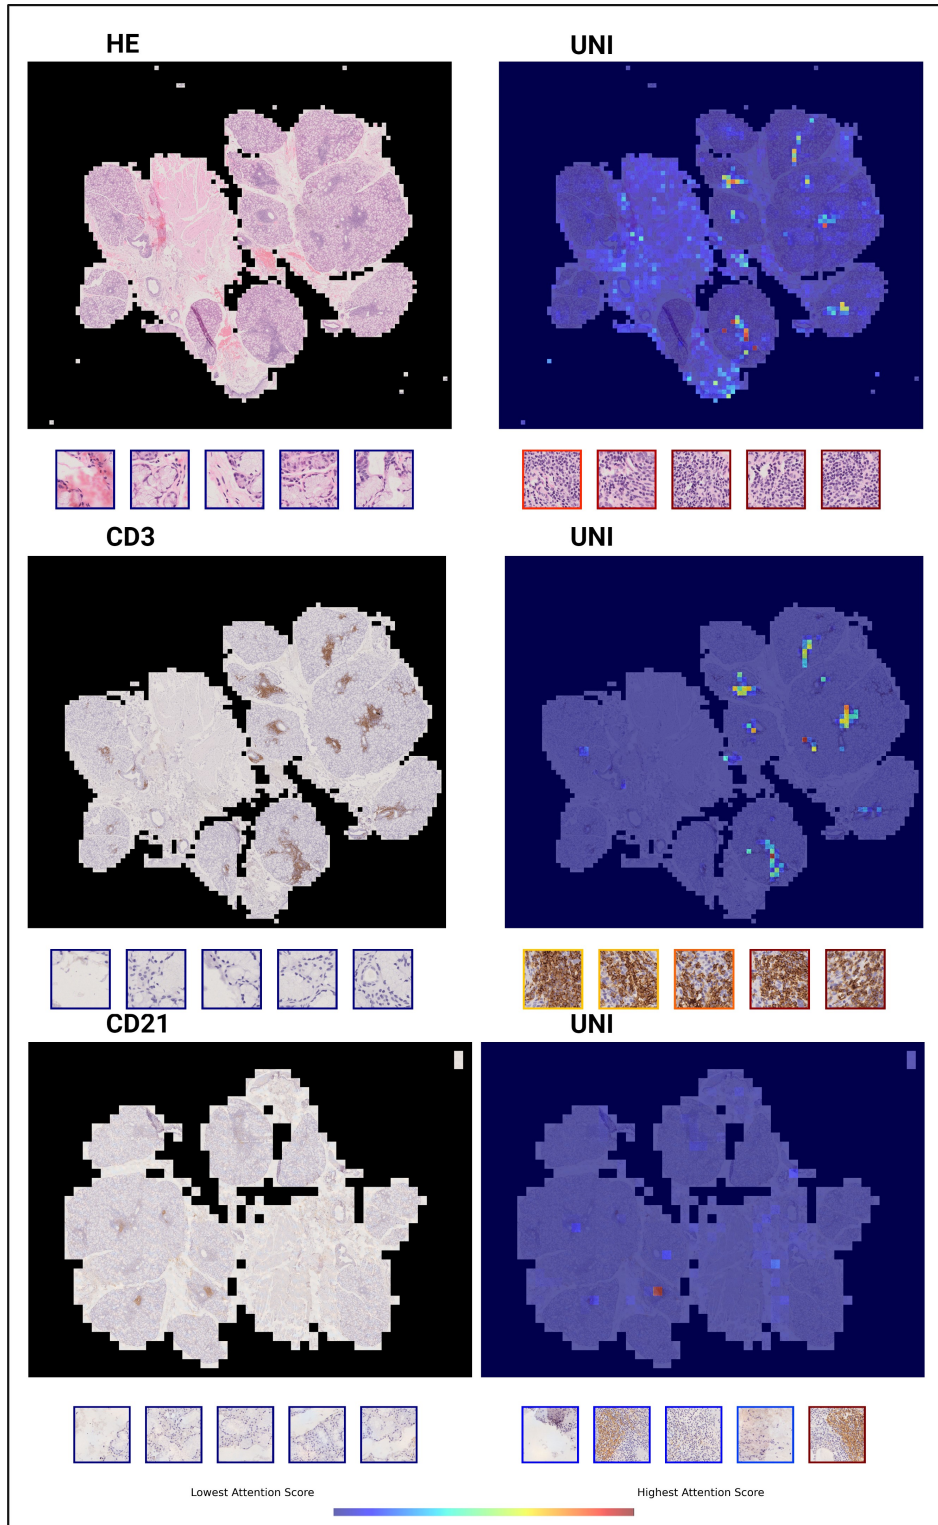 HE UNI
CD3 UNI
CD21 UNI
Lowest Attention Score Highest Attention Score